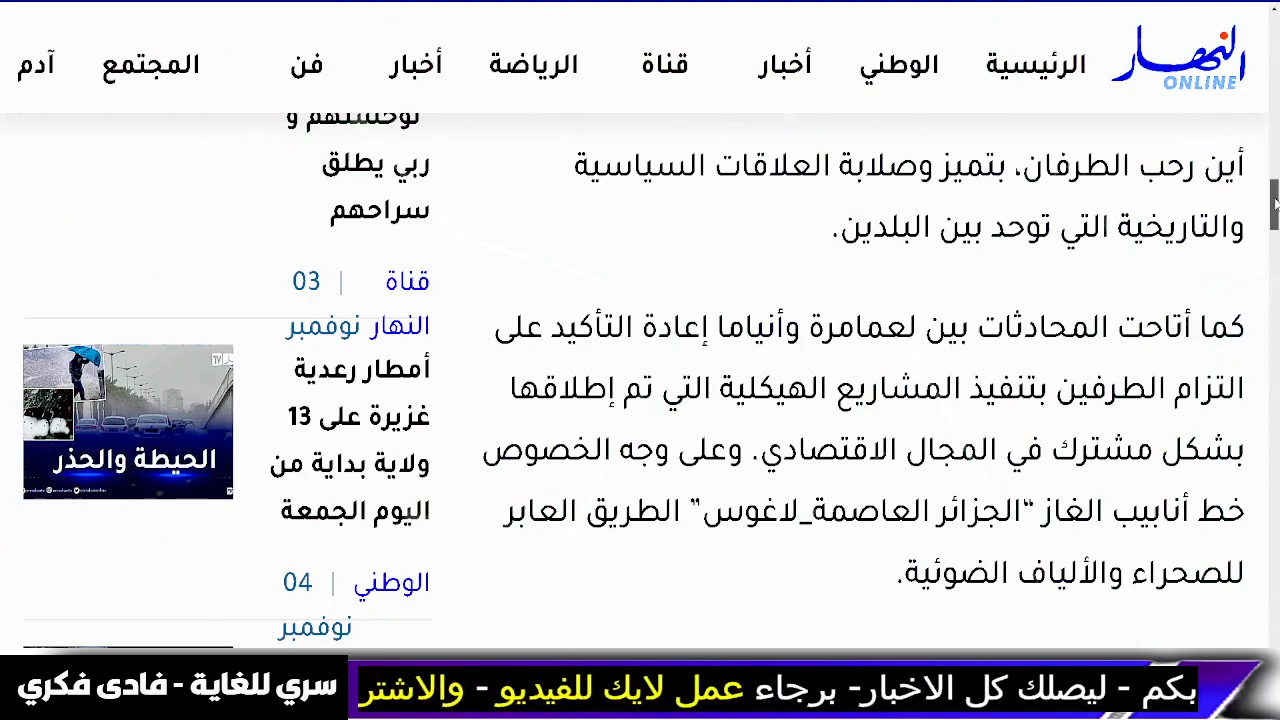 النهار
ONLINE
الرئيسية
الوطني
أخبار
قناة
الرياضة
أخبار
فن
المجتمع
آدم
أين رحب الطرفان، بتميز وصلابة العلاقات السياسية
والتاريخية التي توحد بين البلدين.
كما أتاحت المحادثات بين لعمامرة وأنياما إعادة التأكيد على
التزام الطرفين بتنفيذ المشاريع الهيكلية التي تم إطلاقها
بشكل مشترك في المجال الاقتصادي. وعلى وجه الخصوص
خط أنابيب الغاز “الجزائر العاصمة_لاغوس” الطريق العابر
للصحراء والألياف الضوئية.
ربي يطلق
سراحهم
قناة | 03
النهار نوفمبر
أمطار رعدية
غزيرة على 13
ولاية بداية من
اليوم الجمعة
الحيطة والحذر
الوطني | 04
نوفمبر
بكم - ليصلك كل الاخبار- برجاء عمل لايك للفيديو - والاشتر
سري للغاية - فادى فكري